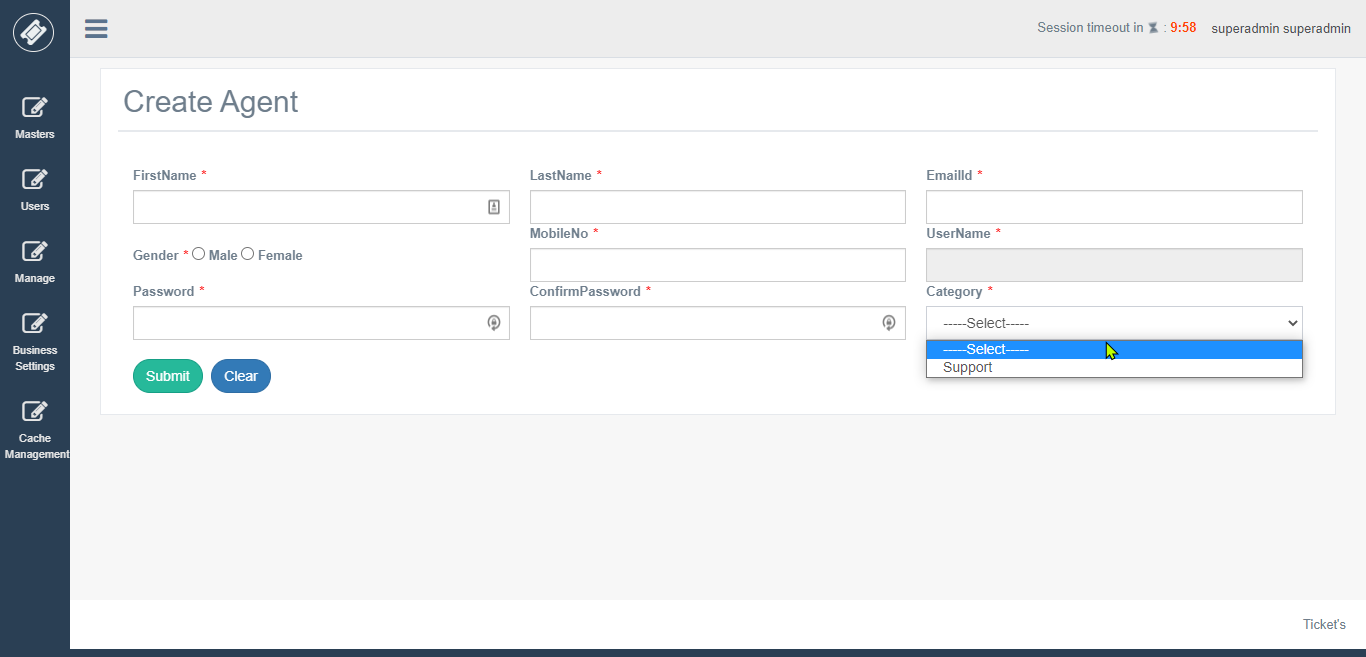 Session timeout in : 9:58 superadmin superadmin
Masters
Users
Manage
Business
Settings
Cache
Management
Create Agent
FirstName * LastName * EmailId *
Gender * Male Female MobileNo * UserName *
Password * ConfirmPassword * Category *
-----Select-----
-----Select-----
Support
Submit Clear
Ticket's